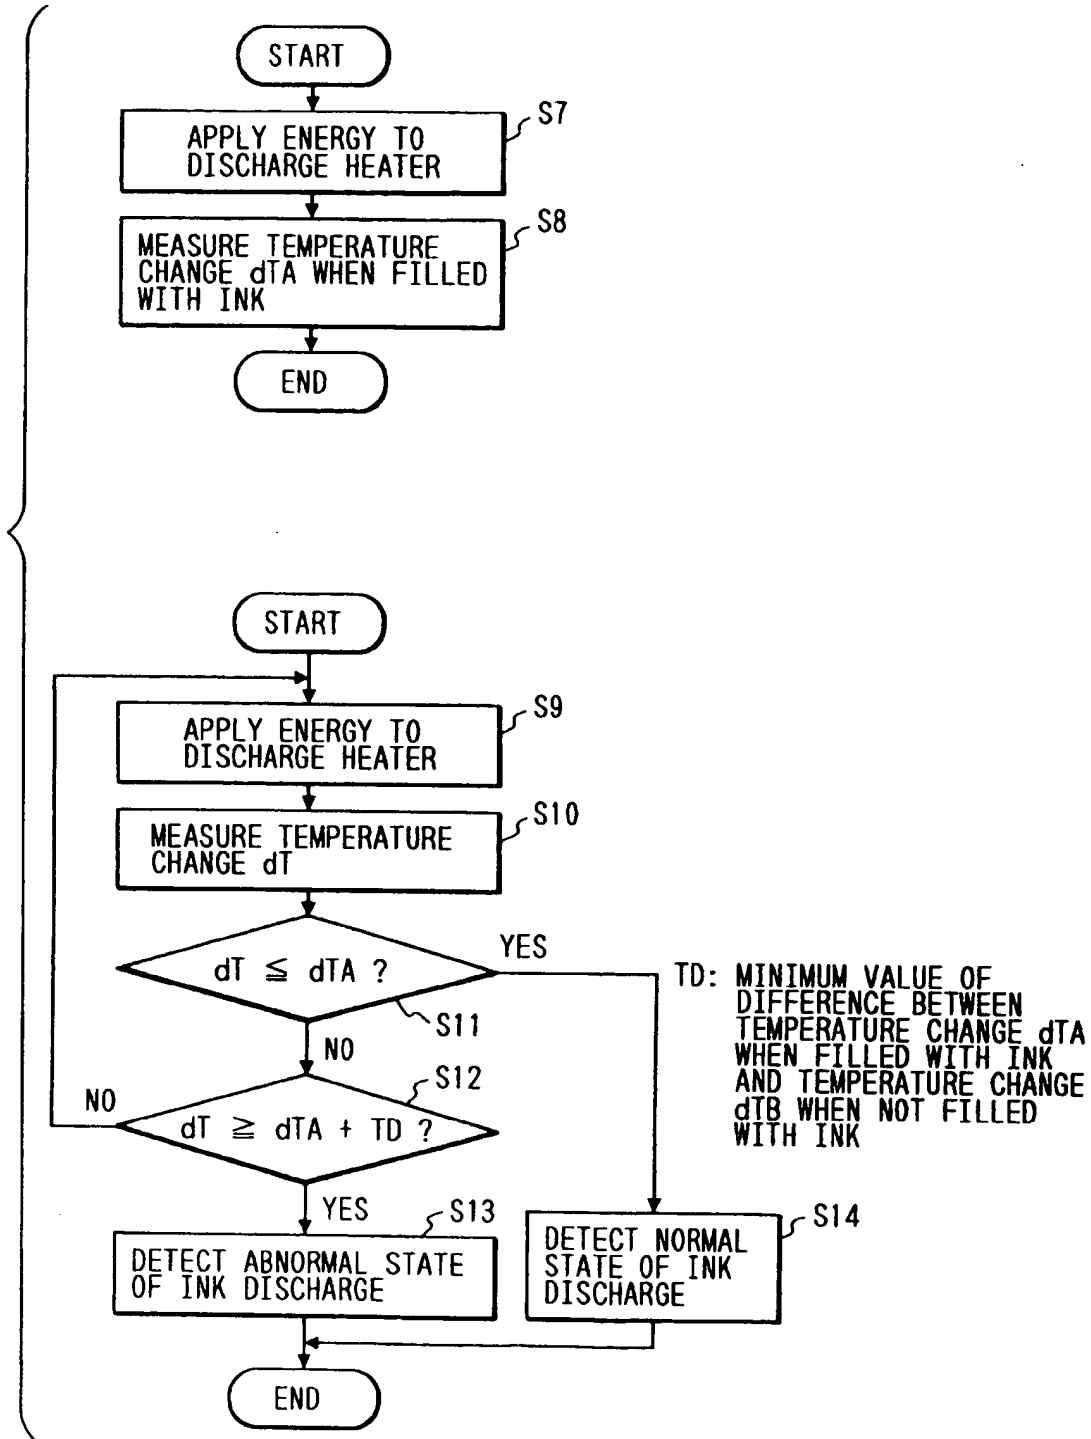 START
S7
APPLY ENERGY TO
DISCHARGE HEATER
S8
MEASURE TEMPERATURE
CHANGE dTA WHEN FILLED
WITH INK
END
START
S9
APPLY ENERGY TO
DISCHARGE HEATER
S10
MEASURE TEMPERATURE
CHANGE dT
YES
dT ≦ dTA ?
S11
NO
S12
NO
dT ≧ dTA + TD ?
YES
TD: MINIMUM VALUE OF
DIFFERENCE BETWEEN
TEMPERATURE CHANGE dTA
WHEN FILLED WITH INK
AND TEMPERATURE CHANGE
dTB WHEN NOT FILLED
WITH INK
S13
DETECT ABNORMAL STATE
OF INK DISCHARGE
S14
DETECT NORMAL
STATE OF INK
DISCHARGE
END